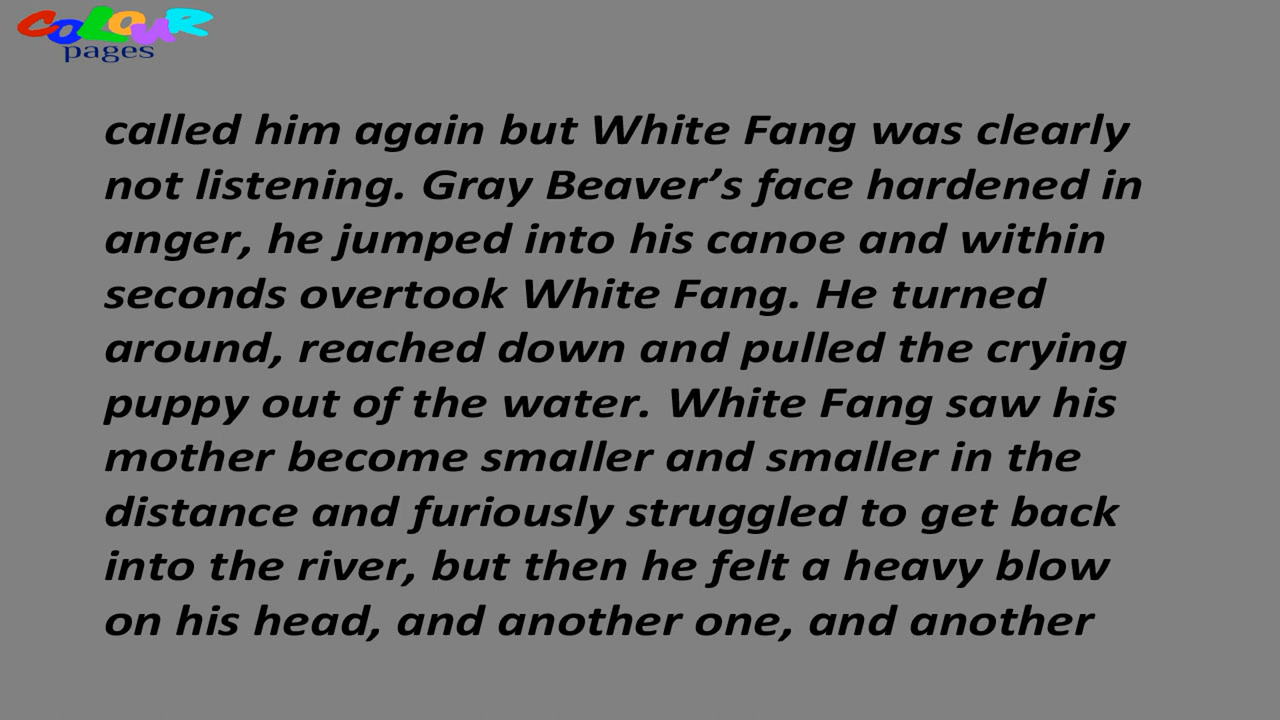 COLOUR
pages
called him again but White Fang was clearly
not listening. Gray Beaver’s face hardened in
anger, he jumped into his canoe and within
seconds overtook White Fang. He turned
around, reached down and pulled the crying
puppy out of the water. White Fang saw his
mother become smaller and smaller in the
distance and furiously struggled to get back
into the river, but then he felt a heavy blow
on his head, and another one, and another